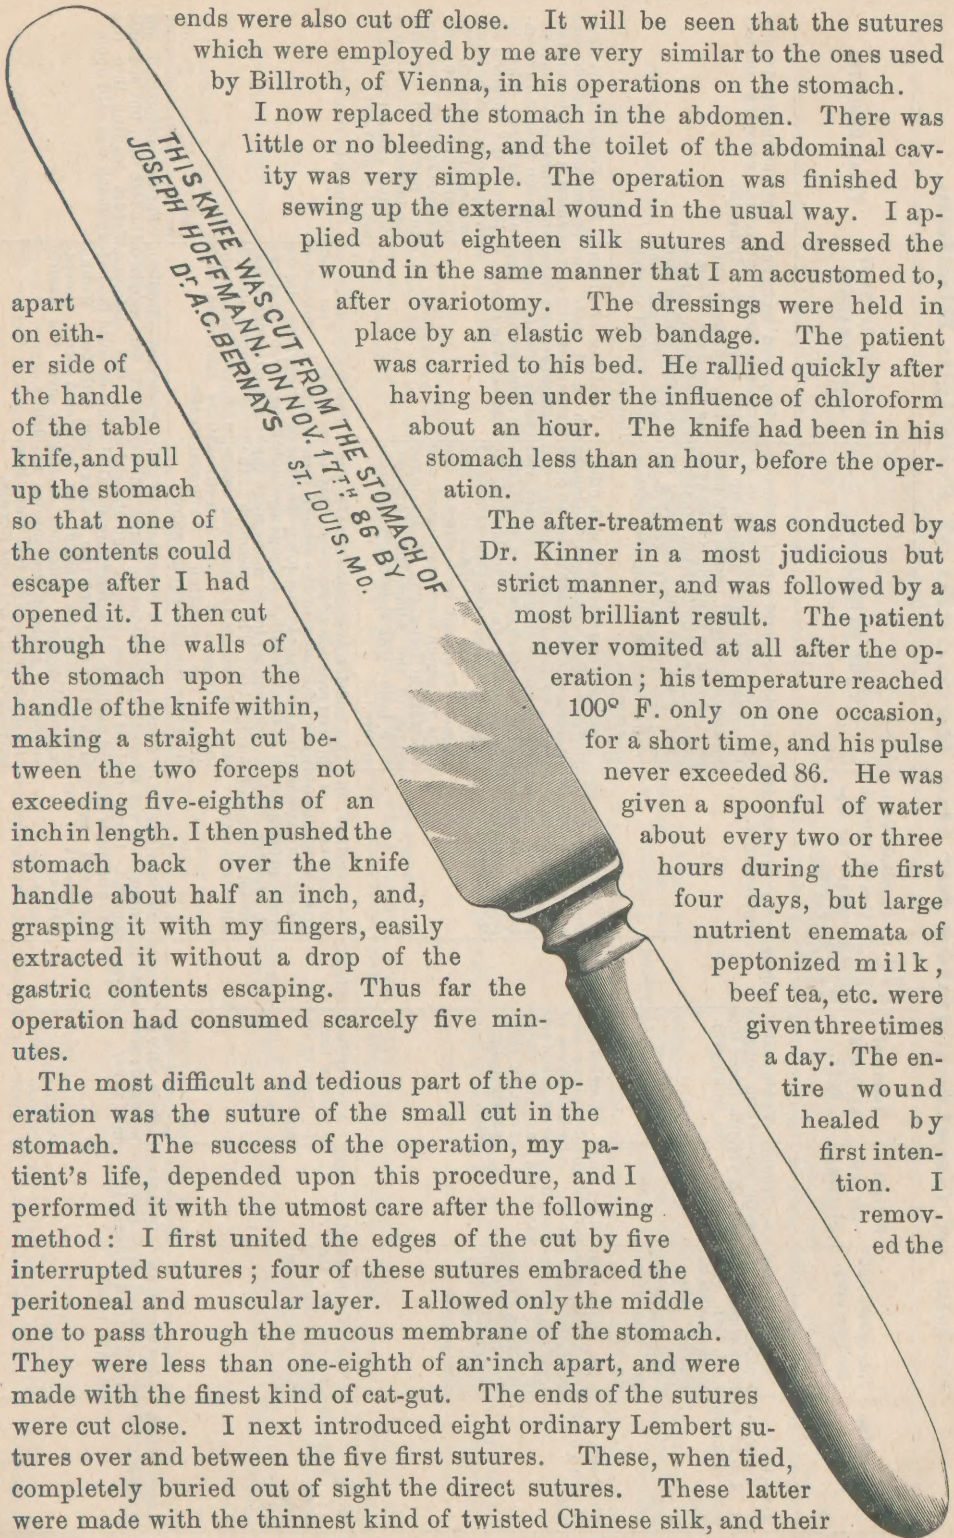 apart
on eith-
er side of
the handle
of the table
knife,and pull
up the stomach
so that none of
the contents could
escape after I had
opened it. I then cut
through the walls of
the stomach upon the
handle of the knife within,
making a straight cut be-
tween the two forceps not
exceeding five-eighths of an
inch in length. I then pushed the
stomach back over the knife
handle about half an inch, and,
grasping it with my fingers, easily
extracted it without a drop of the
gastric contents escaping. Thus far the
operation had consumed scarcely five min-
utes.
The most difficult and tedious part of the op-
eration was the suture of the small cut in the
stomach. The success of the operation, my pa-
tient's life, depended upon this procedure, and I
performed it with the utmost care after the following
method: I first united the edges of the cut by five
interrupted sutures ; four of these sutures embraced the
peritoneal and muscular layer. I allowed only the middle
one to pass through the mucous membrane of the stomach.
They were less than one-eighth of an inch apart, and were
made with the finest kind of cat-gut. The ends of the sutures
were cut close. I next introduced eight ordinary Lembert su-
tures over and between the five first sutures. These, when tied,
completely buried out of sight the direct sutures. These latter
were made with the thinnest kind of twisted Chinese silk, and their
ends were also cut off close. It will be seen that the sutures
which were employed by me are very similar to the ones used
by Billroth, of Vienna, in his operations on the stomach.
I now replaced the stomach in the abdomen. There was
little or no bleeding, and the toilet of the abdominal cav-
ity was very simple. The operation was finished by
sewing up the external wound in the usual way. I ap-
plied about eighteen silk sutures and dressed the
wound in the same manner that I am accustomed to,
after ovariotomy. The dressings were held in
place by an elastic web bandage. The patient
was carried to his bed. He rallied quickly after
having been under the influence of chloroform
about an hour. The knife had been in his
stomach less than an hour, before the oper-
ation.
The after-treatment was conducted by
Dr. Kinner in a most judicious but
strict manner, and was followed by a
most brilliant result. The patient
never vomited at all after the op-
eration ; his temperature reached
100° F. only on one occasion,
for a short time, and his pulse
never exceeded 86. He was
given a spoonful of water
about every two or three
hours during the first
four days, but large
nutrient enemata of
peptonized milk,
beef tea, etc. were
given three times
a day. The en-
tire wound
healed by
first inten-
tion. I
remov-
ed the
THIS KNIFE WAS CUT FROM THE STOMACH OF
JOSEPH HOFFMANN. ON NOV. 17TH 86 BY
Dr. A.C. BERNAYS ST. LOUIS, MO.